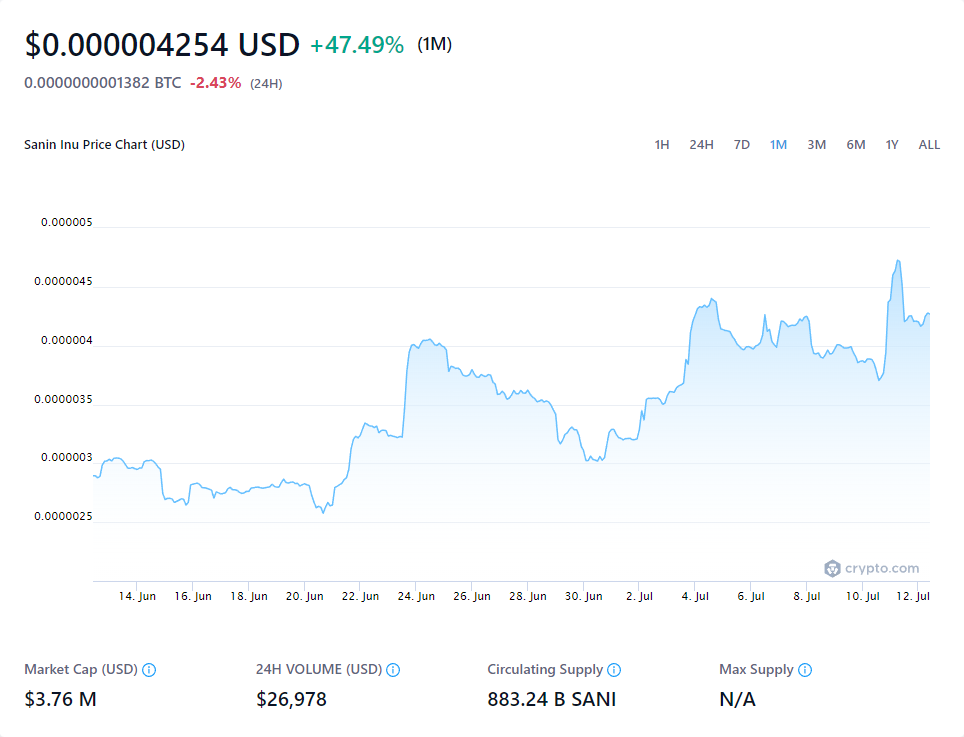 $0.000004254 USD +47.49% (1M)
0.0000000001382 BTC -2.43% (24H)
Sanin Inu Price Chart (USD) 1H 24H 7D 1M 3M 6M 1Y ALL
0.000005
0.0000045
0.000004
0.0000035
0.000003
0.0000025
crypto.com
14. Jun 16. Jun 18. Jun 20. Jun 22. Jun 24. Jun 26. Jun 28. Jun 30. Jun 2. Jul 4. Jul 6. Jul 8. Jul 10. Jul 12. Jul
Market Cap (USD) 24H VOLUME (USD) Circulating Supply Max Supply
$3.76 M $26,978 883.24 B SANI N/A